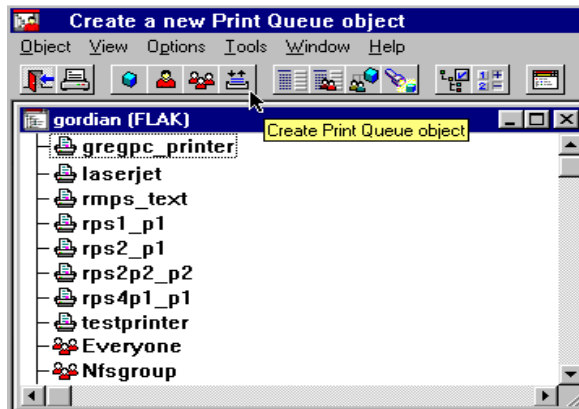 Create a new Print Queue object
Object View Options Tools Window Help
gordian (FLAK)
Create Print Queue object
gregpc_printer
laserjet
rmps_text
rps1_p1
rps2_p1
rps2p2_p2
rps4p1_p1
testprinter
Everyone
Nfsgroup